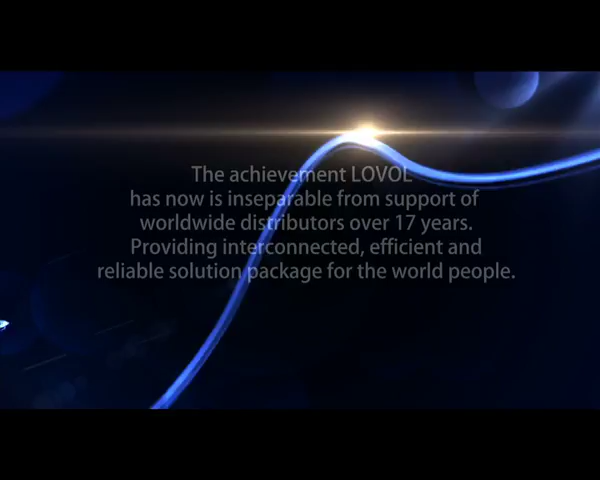 The achievement LOVOL
has now is inseparable from support of
worldwide distributors over 17 years.
Providing interconnected, efficient and
reliable solution package for the world people.